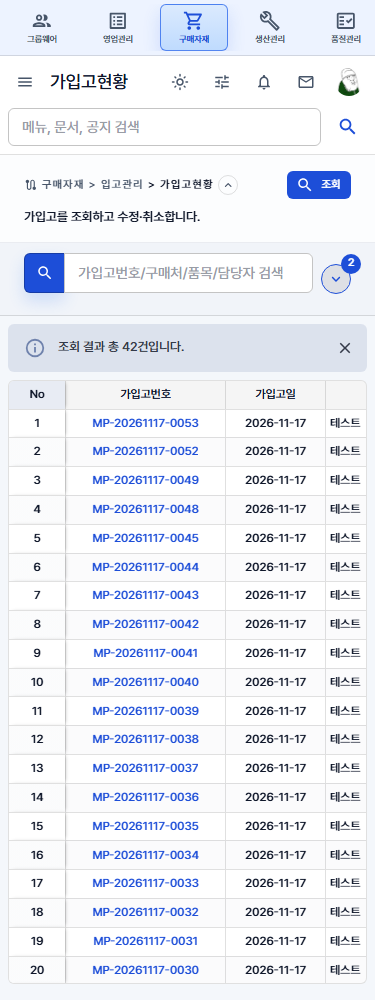 그룹웨어 영업관리 구매자재 생산관리 품질관리
가입고현황
메뉴, 문서, 공지 검색
구매자재 > 입고관리 > 가입고현황
조회
가입고를 조회하고 수정·취소합니다.
가입고번호/구매처/품목/담당자 검색
2
조회 결과 총 42건입니다.
No 가입고번호 가입고일
1 MP-20261117-0053 2026-11-17 테스트
2 MP-20261117-0052 2026-11-17 테스트
3 MP-20261117-0049 2026-11-17 테스트
4 MP-20261117-0048 2026-11-17 테스트
5 MP-20261117-0045 2026-11-17 테스트
6 MP-20261117-0044 2026-11-17 테스트
7 MP-20261117-0043 2026-11-17 테스트
8 MP-20261117-0042 2026-11-17 테스트
9 MP-20261117-0041 2026-11-17 테스트
10 MP-20261117-0040 2026-11-17 테스트
11 MP-20261117-0039 2026-11-17 테스트
12 MP-20261117-0038 2026-11-17 테스트
13 MP-20261117-0037 2026-11-17 테스트
14 MP-20261117-0036 2026-11-17 테스트
15 MP-20261117-0035 2026-11-17 테스트
16 MP-20261117-0034 2026-11-17 테스트
17 MP-20261117-0033 2026-11-17 테스트
18 MP-20261117-0032 2026-11-17 테스트
19 MP-20261117-0031 2026-11-17 테스트
20 MP-20261117-0030 2026-11-17 테스트